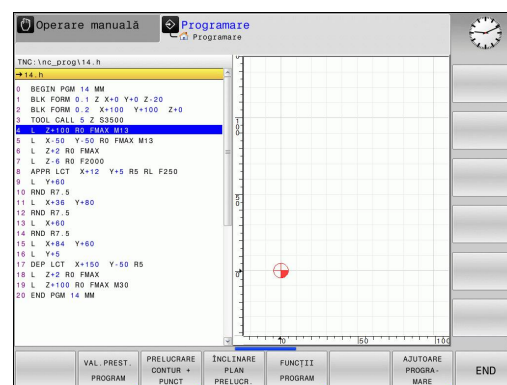 Operare manuală
Programare
Programare
TNC:\nc_prog\14.h
→14.h
0 BEGIN PGM 14 MM
1 BLK FORM 0.1 Z X+0 Y+0 Z-20
2 BLK FORM 0.2 X+100 Y+100 Z+0
3 TOOL CALL 5 Z S3500
4 L Z+100 R0 FMAX M13
5 L X-50 Y-50 R0 FMAX M13
6 L Z+2 R0 FMAX
7 L Z-6 R0 F2000
8 APPR LCT X+12 Y+5 R5 RL F250
9 L Y+60
10 RND R7.5
11 L X+36 Y+80
12 RND R7.5
13 L X+60
14 RND R7.5
15 L X+84 Y+60
16 L Y+5
17 DEP LCT X+150 Y-50 R5
18 L Z+2 R0 FMAX
19 L Z+100 R0 FMAX M30
20 END PGM 14 MM
100
50
0
0 50 100
VAL.PREST.
PROGRAM
PRELUCRARE
CONTUR +
PUNCT
ÎNCLINARE
PLAN
PRELUCR.
FUNCŢII
PROGRAM
AJUTOARE
PROGRA-
MARE
END